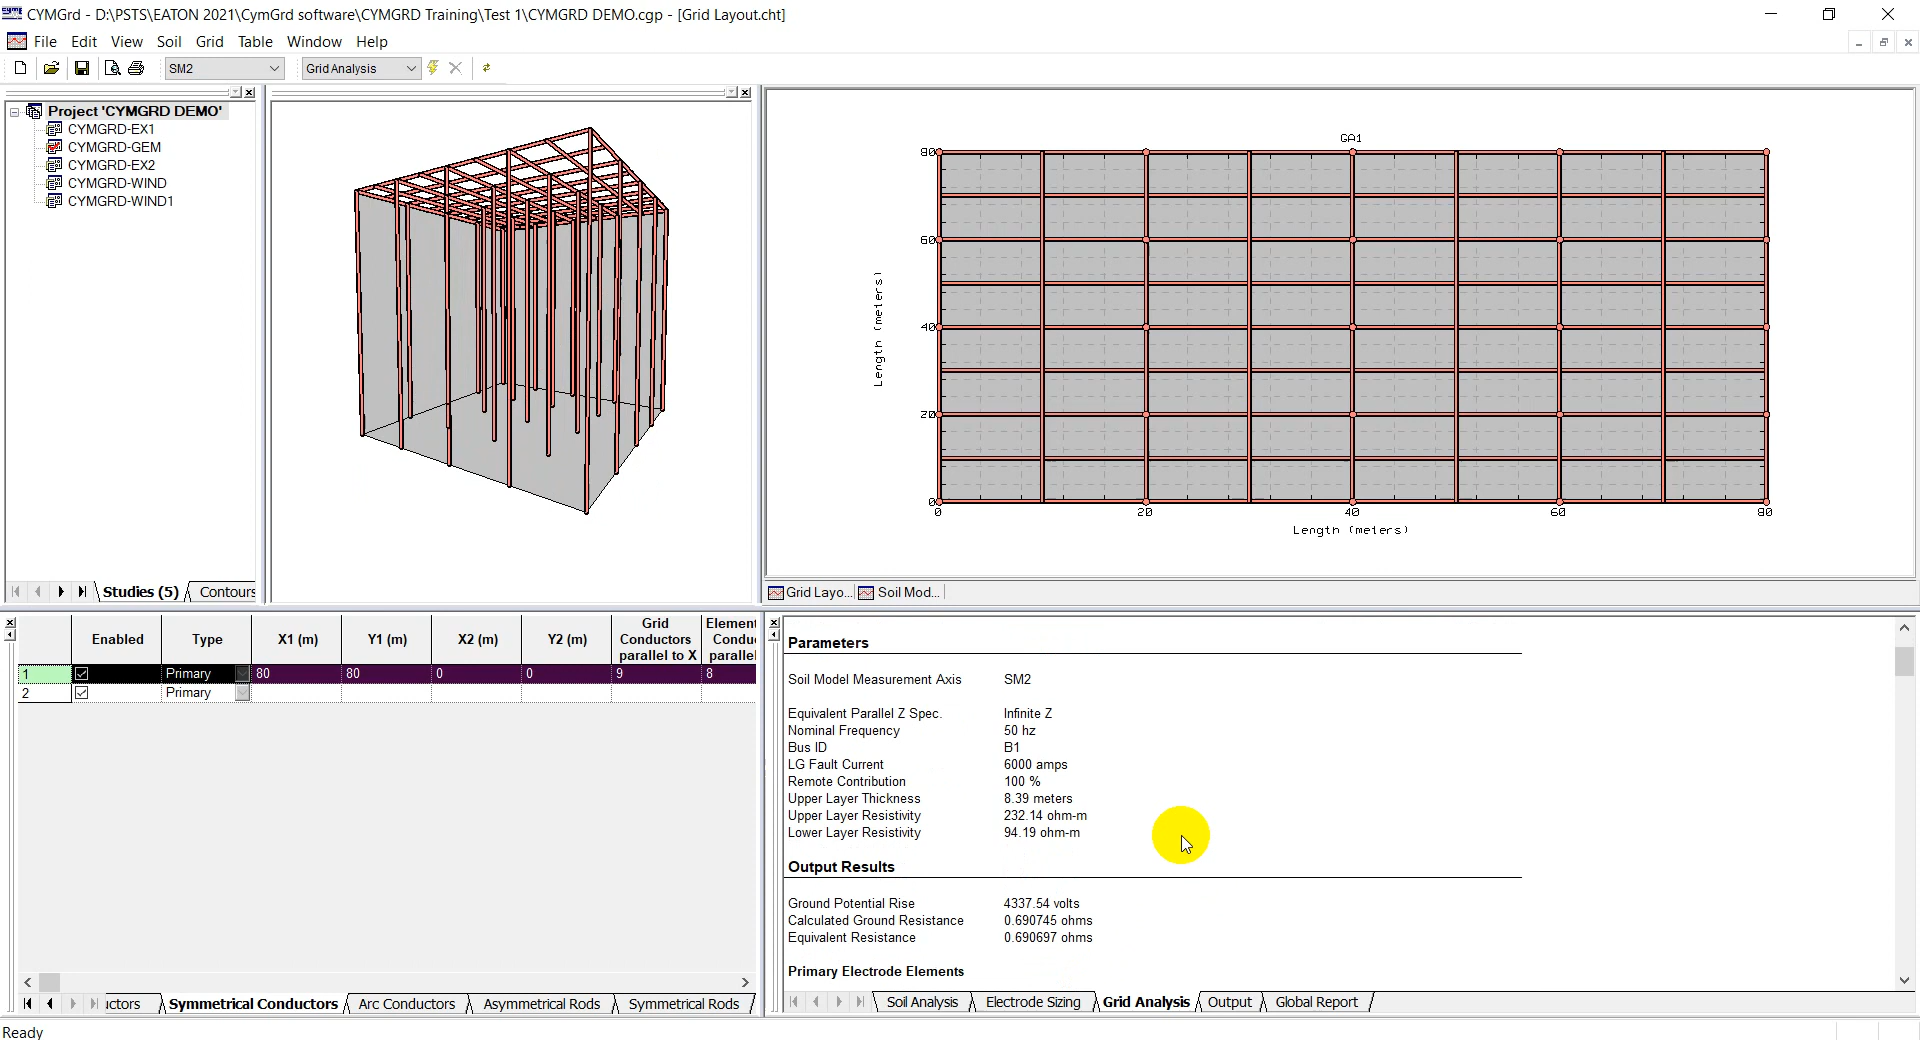 CYMGrd - D:\PSTS\EATON 2021\CymGrd software\CYMGRD Training\Test 1\CYMGRD DEMO.cgp - [Grid Layout.cht]
File Edit View Soil Grid Table Window Help
SM2 Grid Analysis
Project 'CYMGRD DEMO'
CYMGRD-EX1
CYMGRD-GEM
CYMGRD-EX2
CYMGRD-WIND
CYMGRD-WIND1
Studies (5) Contours
GA1
80
60
40
20
0
Length (meters)
0 20 40 60 80
Length (meters)
Grid Layo... Soil Mod...
Enabled Type X1 (m) Y1 (m) X2 (m) Y2 (m) Grid Conductors parallel to X Element Condu paralle
1 Primary 80 80 0 0 9 8
2 Primary
uctors Symmetrical Conductors Arc Conductors Asymmetrical Rods Symmetrical Rods
Parameters
Soil Model Measurement Axis SM2
Equivalent Parallel Z Spec. Infinite Z
Nominal Frequency 50 hz
Bus ID B1
LG Fault Current 6000 amps
Remote Contribution 100 %
Upper Layer Thickness 8.39 meters
Upper Layer Resistivity 232.14 ohm-m
Lower Layer Resistivity 94.19 ohm-m
Output Results
Ground Potential Rise 4337.54 volts
Calculated Ground Resistance 0.690745 ohms
Equivalent Resistance 0.690697 ohms
Primary Electrode Elements
Soil Analysis Electrode Sizing Grid Analysis Output Global Report
Ready